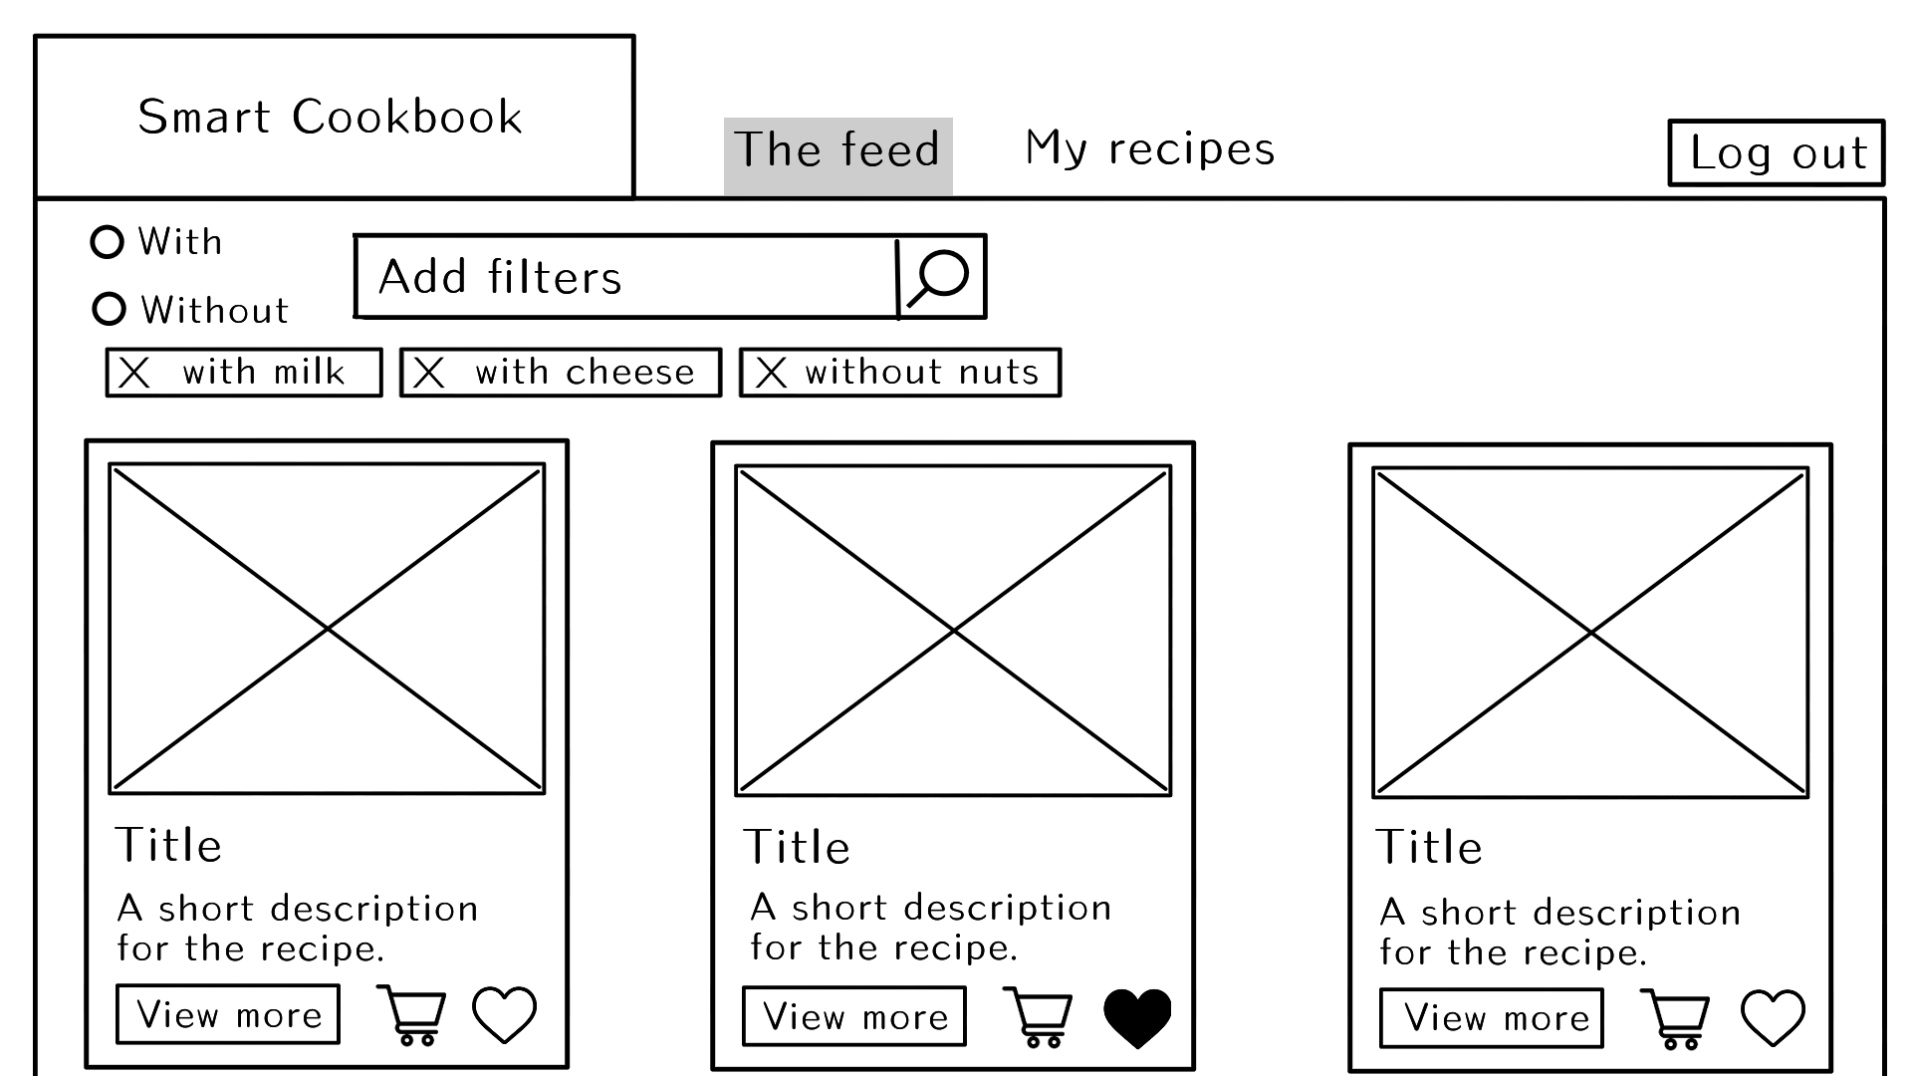 Smart Cookbook
The feed
My recipes
Log out
With
Without
Add filters
X with milk
X with cheese
X without nuts
Title
A short description
for the recipe.
View more
Title
A short description
for the recipe.
View more
Title
A short description
for the recipe.
View more